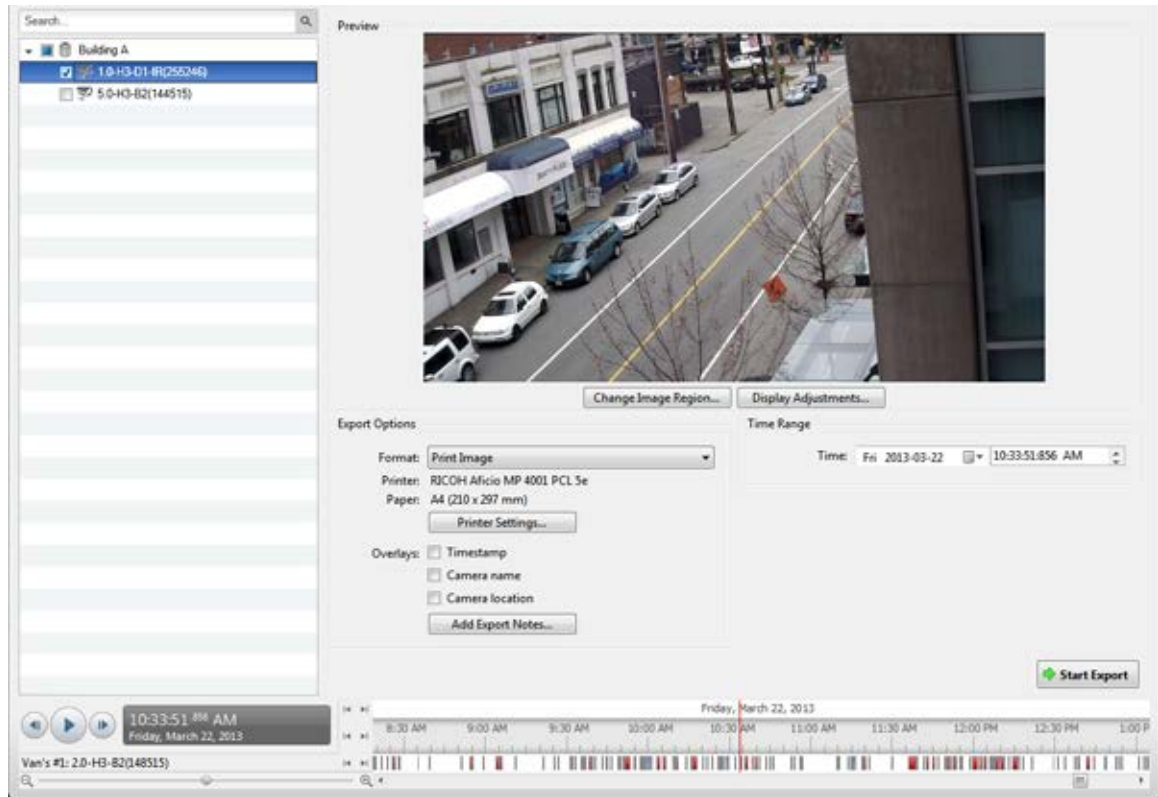 Search...
Preview
Building A
1.0-H3-D1-IR(255246)
5.0-H3-B2(144515)
Change Image Region...
Display Adjustments...
Export Options
Time Range
Format: Print Image
Time: Fri 2013-03-22 10:33:51:856 AM
Printer: RICOH Aficio MP 4001 PCL 5e
Paper: A4 (210 x 297 mm)
Printer Settings...
Overlays: Timestamp
Camera name
Camera location
Add Export Notes...
Start Export
10:33:51 856 AM
Friday, March 22, 2013
Friday, March 22, 2013
8:30 AM 9:00 AM 9:30 AM 10:00 AM 10:30 AM 11:00 AM 11:30 AM 12:00 PM 12:30 PM 1:00 P
Van's #1: 2.0-H3-B2(148515)